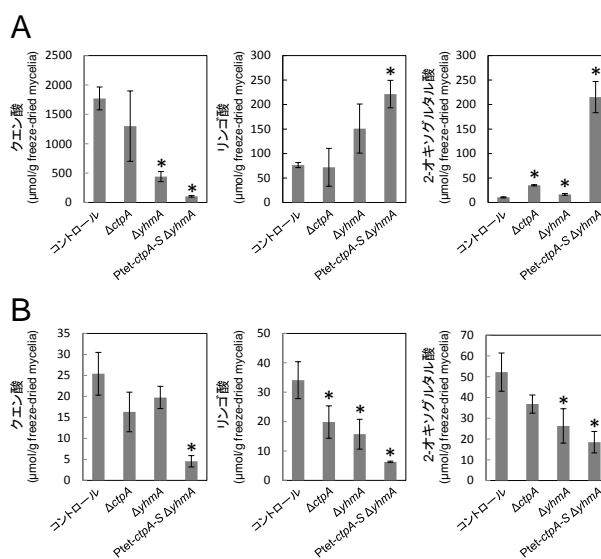 A
クエン酸
(μmol/g freeze-dried mycelia)
2500
2000
1500
1000
500
0
*
*
コントロール
ΔctpA
ΔyhmA
Ptet-ctpA-S ΔyhmA
リンゴ酸
(μmol/g freeze-dried mycelia)
300
250
200
150
100
50
0
*
コントロール
ΔctpA
ΔyhmA
Ptet-ctpA-S ΔyhmA
2-オキソグルタル酸
(μmol/g freeze-dried mycelia)
300
250
200
150
100
50
0
*
*
*
コントロール
ΔctpA
ΔyhmA
Ptet-ctpA-S ΔyhmA
B
クエン酸
(μmol/g freeze-dried mycelia)
35
30
25
20
15
10
5
0
*
コントロール
ΔctpA
ΔyhmA
Ptet-ctpA-S ΔyhmA
リンゴ酸
(μmol/g freeze-dried mycelia)
50
40
30
20
10
0
*
*
*
コントロール
ΔctpA
ΔyhmA
Ptet-ctpA-S ΔyhmA
2-オキソグルタル酸
(μmol/g freeze-dried mycelia)
70
60
50
40
30
20
10
0
*
*
コントロール
ΔctpA
ΔyhmA
Ptet-ctpA-S ΔyhmA